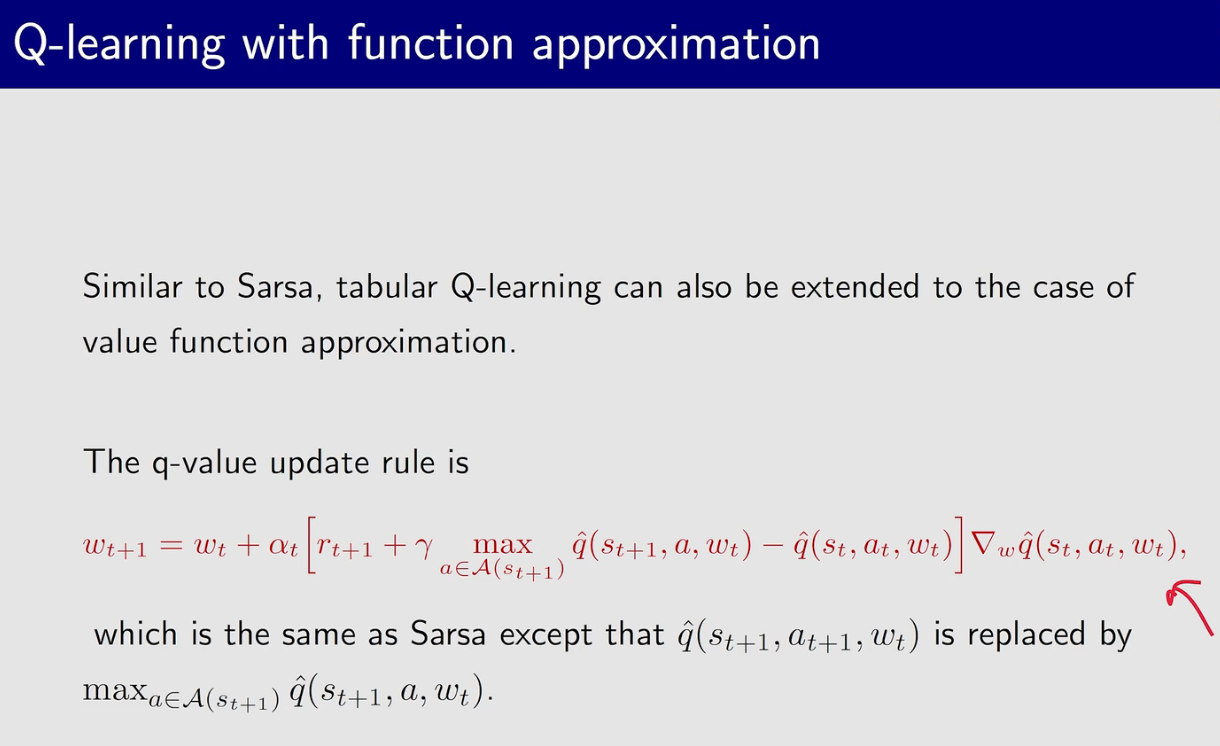 Q-learning with function approximation
Similar to Sarsa, tabular Q-learning can also be extended to the case of
value function approximation.
The q-value update rule is
$w_{t+1} = w_t + \alpha_t \Big[ r_{t+1} + \gamma \max_{a \in \mathcal{A}(s_{t+1})} \hat{q}(s_{t+1}, a, w_t) - \hat{q}(s_t, a_t, w_t) \Big] \nabla_w \hat{q}(s_t, a_t, w_t),$
which is the same as Sarsa except that $\hat{q}(s_{t+1}, a_{t+1}, w_t)$ is replaced by
$\max_{a \in \mathcal{A}(s_{t+1})} \hat{q}(s_{t+1}, a, w_t).$